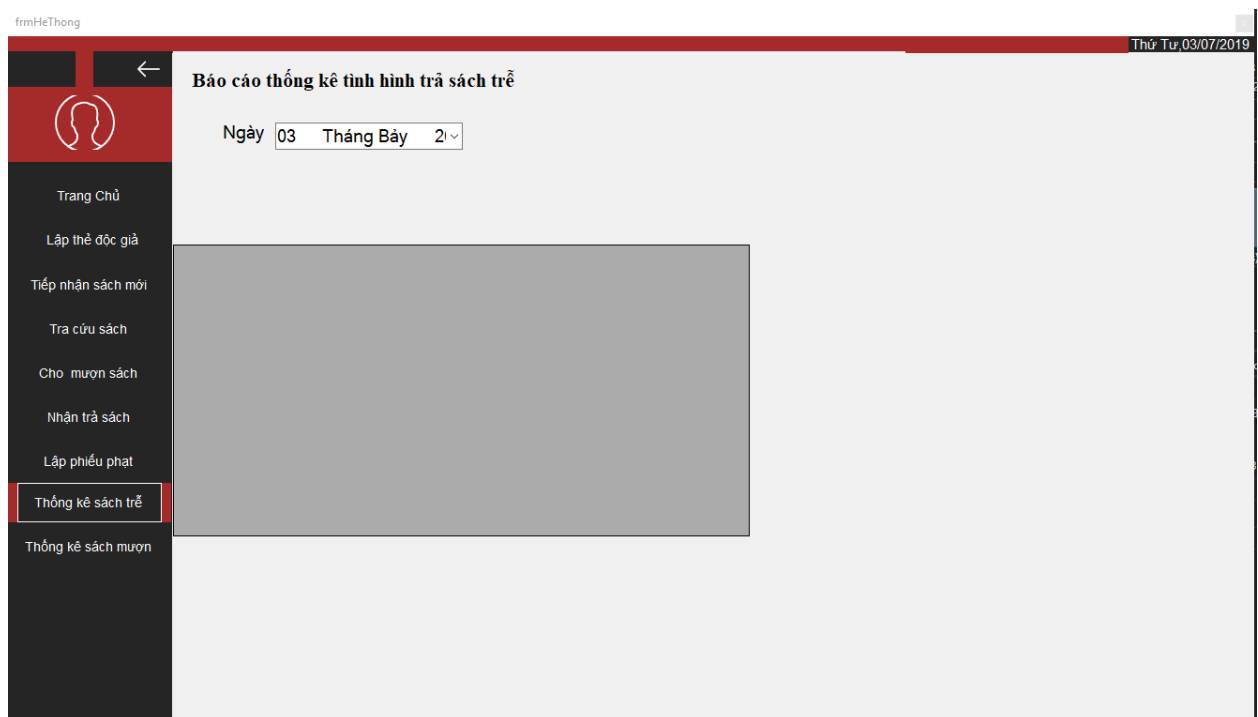 frmHeThong
Thứ Tư,03/07/2019
Báo cáo thống kê tình hình trả sách trễ
Ngày 03 Tháng Bảy
Trang Chủ
Lập thẻ độc giả
Tiếp nhận sách mới
Tra cứu sách
Cho mượn sách
Nhận trả sách
Lập phiếu phạt
Thống kê sách trễ
Thống kê sách mượn